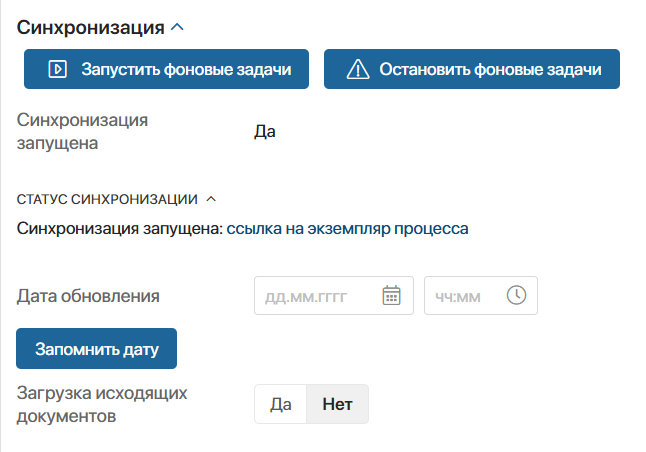 Синхронизация
Запустить фоновые задачи
Остановить фоновые задачи
Синхронизация
запущена
Да
СТАТУС СИНХРОНИЗАЦИИ
Синхронизация запущена: ссылка на экземпляр процесса
Дата обновления
дд.мм.гггг
чч:мм
Запомнить дату
Загрузка исходящих
документов
Да
Нет